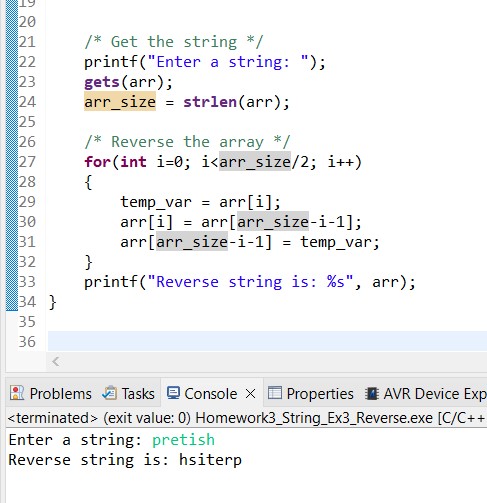 19
20
21 /* Get the string */
22 printf("Enter a string: ");
23 gets(arr);
24 arr_size = strlen(arr);
25
26 /* Reverse the array */
27 for(int i=0; i<arr_size/2; i++)
28 {
29 temp_var = arr[i];
30 arr[i] = arr[arr_size-i-1];
31 arr[arr_size-i-1] = temp_var;
32 }
33 printf("Reverse string is: %s", arr);
34 }
35
36
Problems Tasks Console Properties AVR Device Exp
<terminated> (exit value: 0) Homework3_String_Ex3_Reverse.exe [C/C++
Enter a string: pretish
Reverse string is: hsiterp